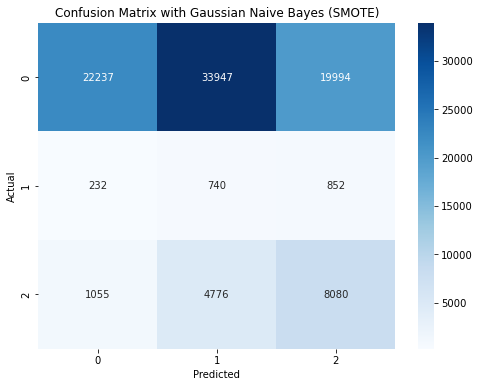 Confusion Matrix with Gaussian Naive Bayes (SMOTE)
0 22237 33947 19994
1 232 740 852
2 1055 4776 8080
0 1 2
Actual
Predicted
30000
25000
20000
15000
10000
5000